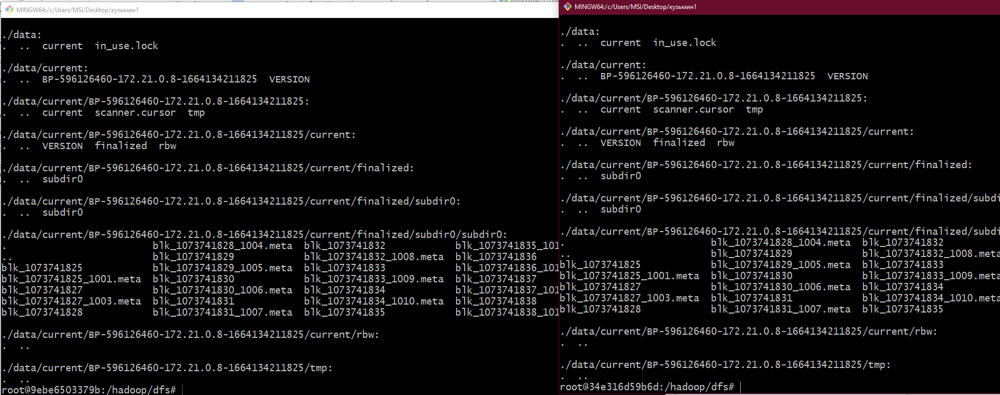 MINGW64:/c/Users/MSI/Desktop/кузьмин1
./data:
.  ..  current  in_use.lock
./data/current:
.  ..  BP-596126460-172.21.0.8-1664134211825  VERSION
./data/current/BP-596126460-172.21.0.8-1664134211825:
.  ..  current  scanner.cursor  tmp
./data/current/BP-596126460-172.21.0.8-1664134211825/current:
.  ..  VERSION  finalized  rbw
./data/current/BP-596126460-172.21.0.8-1664134211825/current/finalized:
.  ..  subdir0
./data/current/BP-596126460-172.21.0.8-1664134211825/current/finalized/subdir0:
.  ..  subdir0
./data/current/BP-596126460-172.21.0.8-1664134211825/current/finalized/subdir0/subdir0:
.  blk_1073741828_1004.meta  blk_1073741832  blk_1073741835_101
..  blk_1073741829  blk_1073741832_1008.meta  blk_1073741836
blk_1073741825  blk_1073741829_1005.meta  blk_1073741833  blk_1073741836_101
blk_1073741825_1001.meta  blk_1073741830  blk_1073741833_1009.meta  blk_1073741837
blk_1073741827  blk_1073741830_1006.meta  blk_1073741834  blk_1073741837_101
blk_1073741827_1003.meta  blk_1073741831  blk_1073741834_1010.meta  blk_1073741838
blk_1073741828  blk_1073741831_1007.meta  blk_1073741835  blk_1073741838_101
./data/current/BP-596126460-172.21.0.8-1664134211825/current/rbw:
.  ..
./data/current/BP-596126460-172.21.0.8-1664134211825/tmp:
.  ..
root@9ebe6503379b:/hadoop/dfs#
MINGW64:/c/Users/MSI/Desktop/кузьмин1
./data:
.  ..  current  in_use.lock
./data/current:
.  ..  BP-596126460-172.21.0.8-1664134211825  VERSION
./data/current/BP-596126460-172.21.0.8-1664134211825:
.  ..  current  scanner.cursor  tmp
./data/current/BP-596126460-172.21.0.8-1664134211825/current:
.  ..  VERSION  finalized  rbw
./data/current/BP-596126460-172.21.0.8-1664134211825/current/finalized:
.  ..  subdir0
./data/current/BP-596126460-172.21.0.8-1664134211825/current/finalized/subdi
.  ..  subdir0
./data/current/BP-596126460-172.21.0.8-1664134211825/current/finalized/subdi
.  blk_1073741828_1004.meta  blk_1073741832
..  blk_1073741829  blk_1073741832_1008.meta
blk_1073741825  blk_1073741829_1005.meta  blk_1073741833
blk_1073741825_1001.meta  blk_1073741830  blk_1073741833_1009.meta
blk_1073741827  blk_1073741830_1006.meta  blk_1073741834
blk_1073741827_1003.meta  blk_1073741831  blk_1073741834_1010.meta
blk_1073741828  blk_1073741831_1007.meta  blk_1073741835
./data/current/BP-596126460-172.21.0.8-1664134211825/current/rbw:
.  ..
./data/current/BP-596126460-172.21.0.8-1664134211825/tmp:
.  ..
root@34e316d59b6d:/hadoop/dfs#